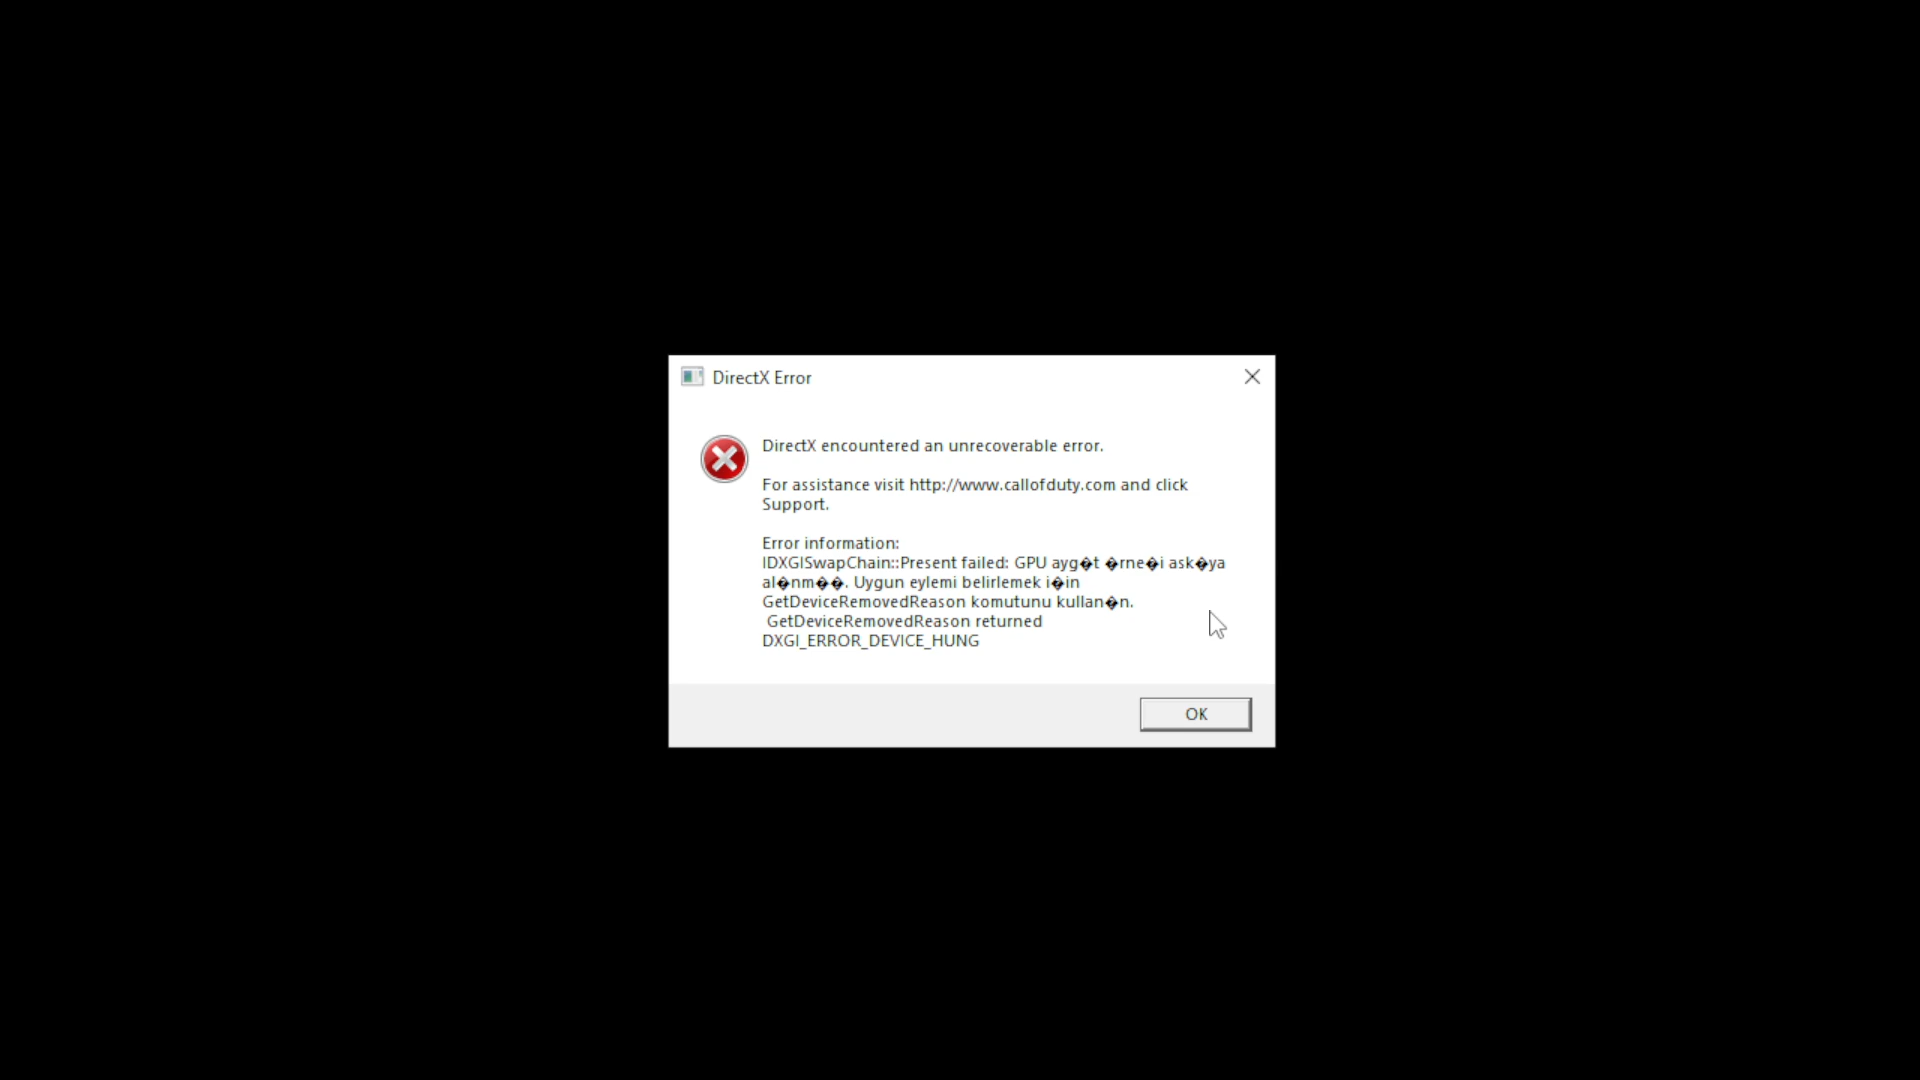 DirectX Error
DirectX encountered an unrecoverable error.
For assistance visit http://www.callofduty.com and click
Support.
Error information:
IDXGISwapChain::Present failed: GPU ayg�t �rne�i ask�ya
al�nm��. Uygun eylemi belirlemek i�in
GetDeviceRemovedReason komutunu kullan�n.
GetDeviceRemovedReason returned
DXGI_ERROR_DEVICE_HUNG
OK